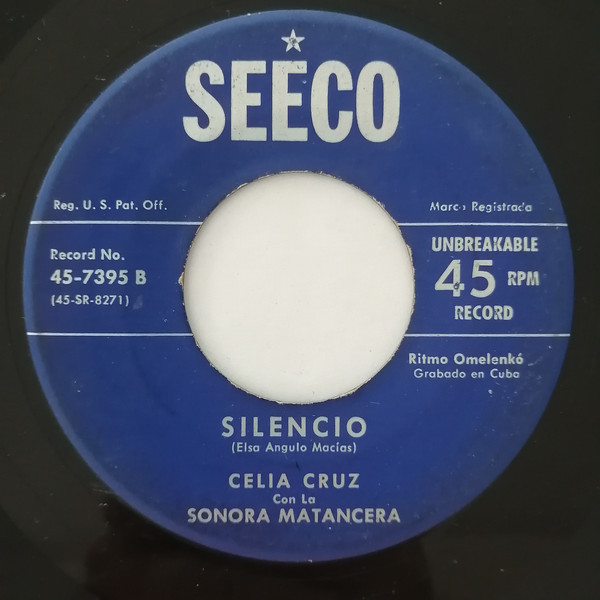 SEECO
Reg. U. S. Pat. Off.
Marca Registrada
Record No.
45-7395 B
(45-SR-8271)
UNBREAKABLE
45 RPM
RECORD
Ritmo Omelenkó
Grabado en Cuba
SILENCIO
(Elsa Angulo Macías)
CELIA CRUZ
Con La
SONORA MATANCERA